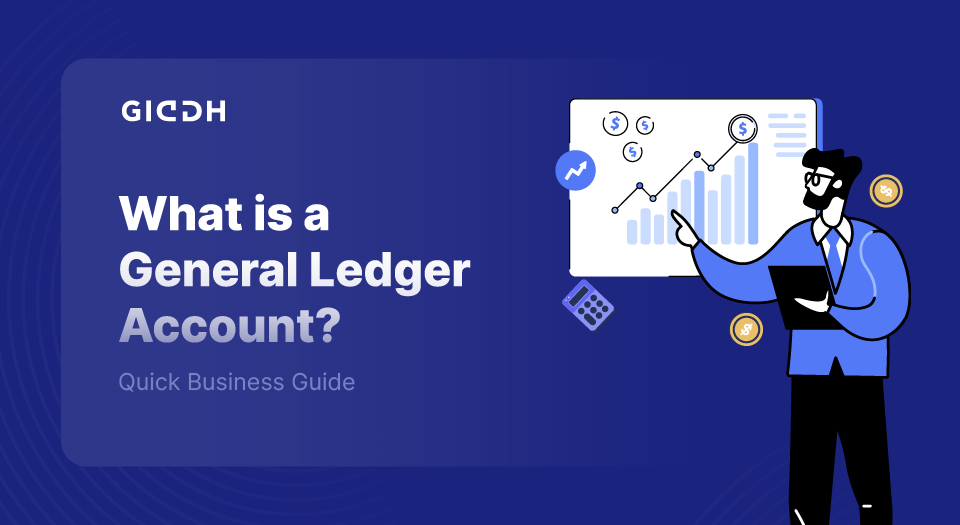 GIDDH
What is a
General Ledger
Account?
Quick Business Guide
$
$
$
$
$
$